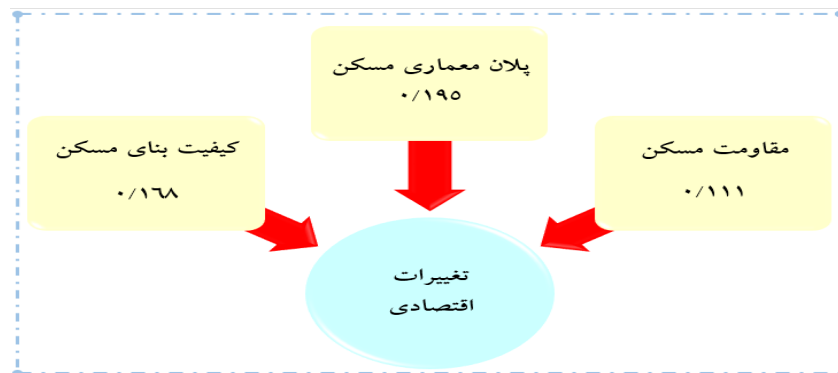 پلان معماری مسکن
۰/۱۹۵
مقاومت مسکن
۰/۱۱۱
کیفیت بنای مسکن
۰/۱۶۸
تغییرات
اقتصادی